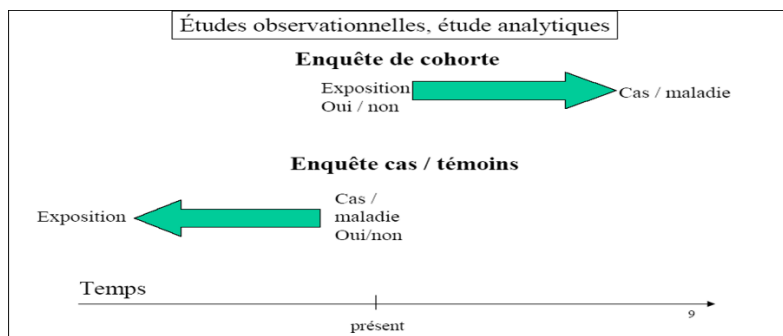 Études observationnelles, étude analytiques
Enquête de cohorte
Exposition
Oui / non
Cas / maladie
Enquête cas / témoins
Exposition
Cas /
maladie
Oui/non
Temps
présent
9